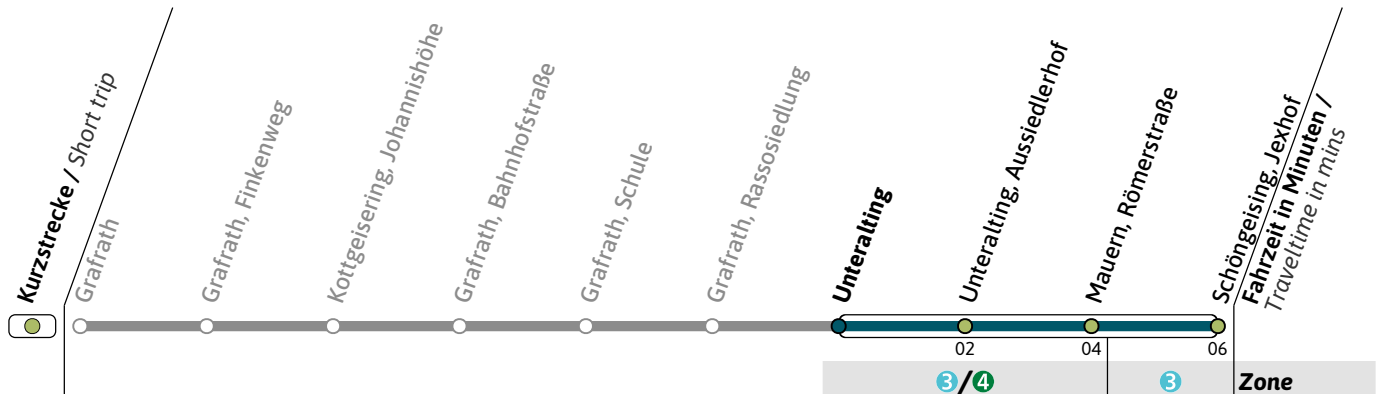 Kurzstrecke / Short trip
Grafrath
Grafrath, Finkenweg
Kottgeisering, Johannishöhe
Grafrath, Bahnhofstraße
Grafrath, Schule
Grafrath, Rassosiedlung
Unteralting
Unteralting, Aussiedlerhof
Mauern, Römerstraße
Schöngeising, Jexhof
Fahrzeit in Minuten /
Traveltime in mins
02 04 06
3/4 3 Zone